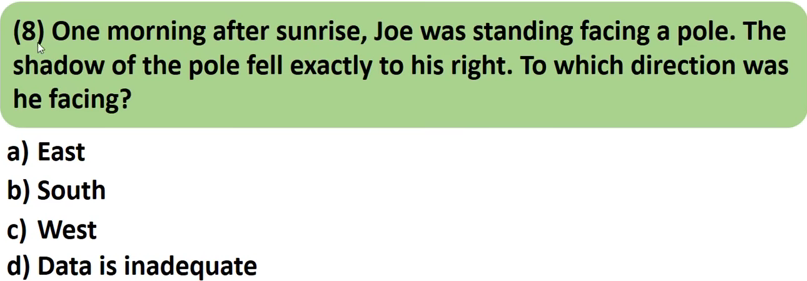 (8) One morning after sunrise, Joe was standing facing a pole. The
shadow of the pole fell exactly to his right. To which direction was
he facing?
a) East
b) South
c) West
d) Data is inadequate